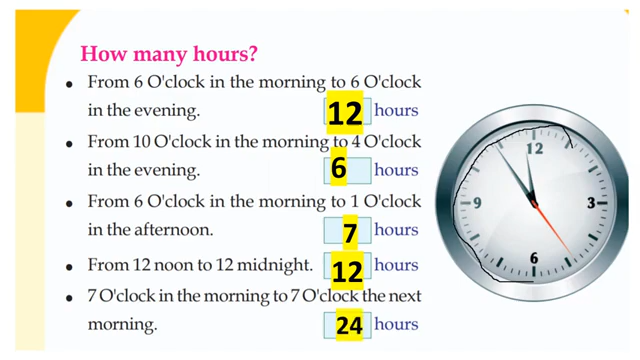 How many hours?
• From 6 O'clock in the morning to 6 O'clock
in the evening. 12 hours
• From 10 O'clock in the morning to 4 O'clock
in the evening. 6 hours
• From 6 O'clock in the morning to 1 O'clock
in the afternoon. 7 hours
• From 12 noon to 12 midnight. 12 hours
• 7 O'clock in the morning to 7 O'clock the next
morning. 24 hours
12
9
3
6